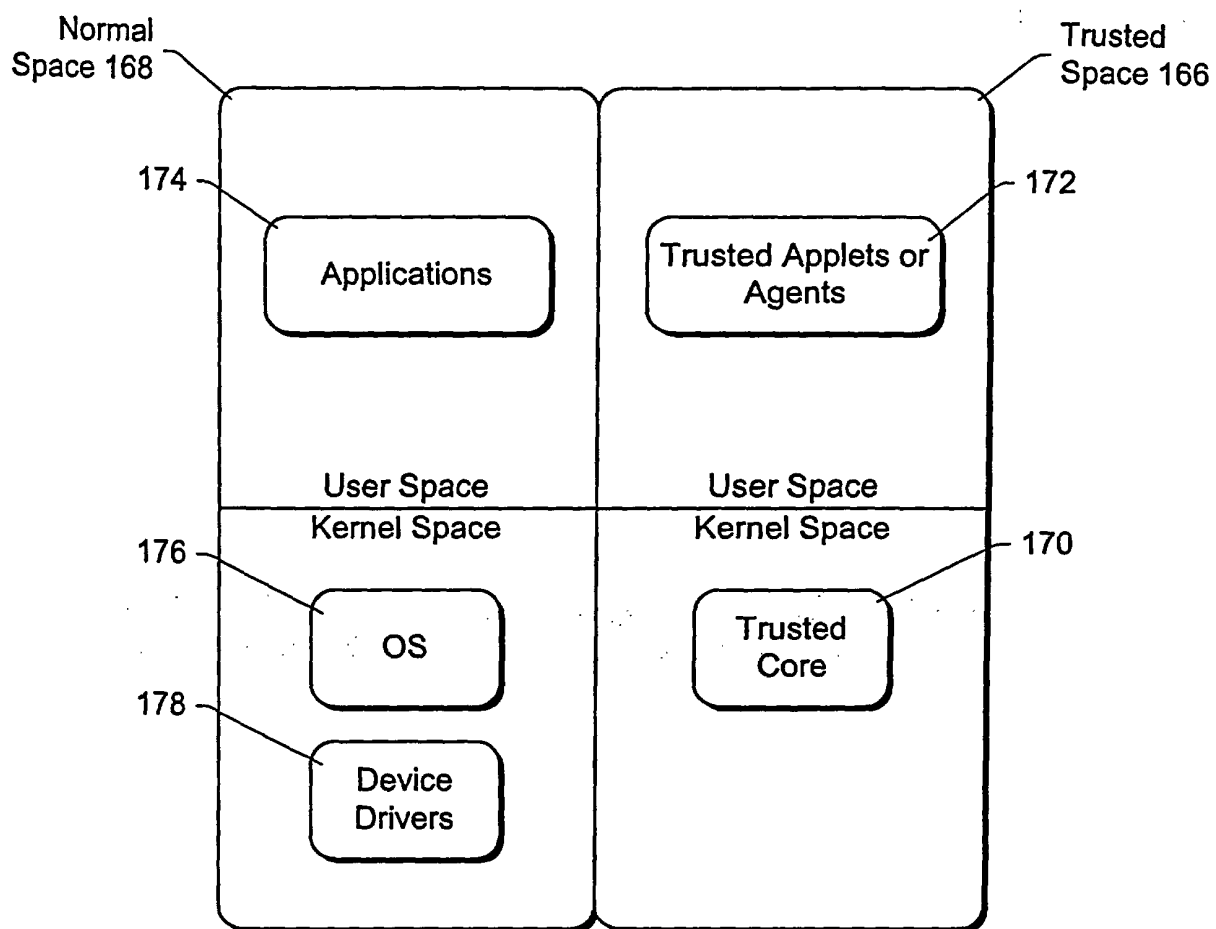 Normal
Space 168
Trusted
Space 166
174
172
Applications
Trusted Applets or
Agents
User Space
User Space
Kernel Space
Kernel Space
176
170
OS
Trusted
Core
178
Device
Drivers